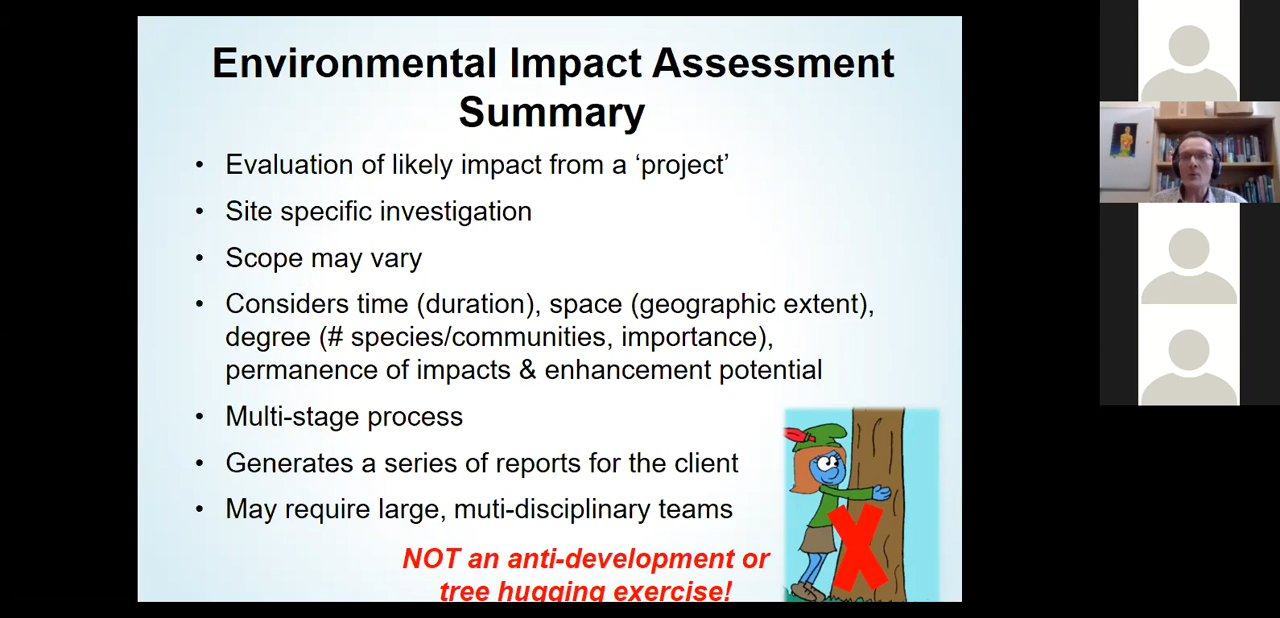 Environmental Impact Assessment
Summary
• Evaluation of likely impact from a ‘project’
• Site specific investigation
• Scope may vary
• Considers time (duration), space (geographic extent),
degree (# species/communities, importance),
permanence of impacts & enhancement potential
• Multi-stage process
• Generates a series of reports for the client
• May require large, muti-disciplinary teams
NOT an anti-development or
tree hugging exercise!